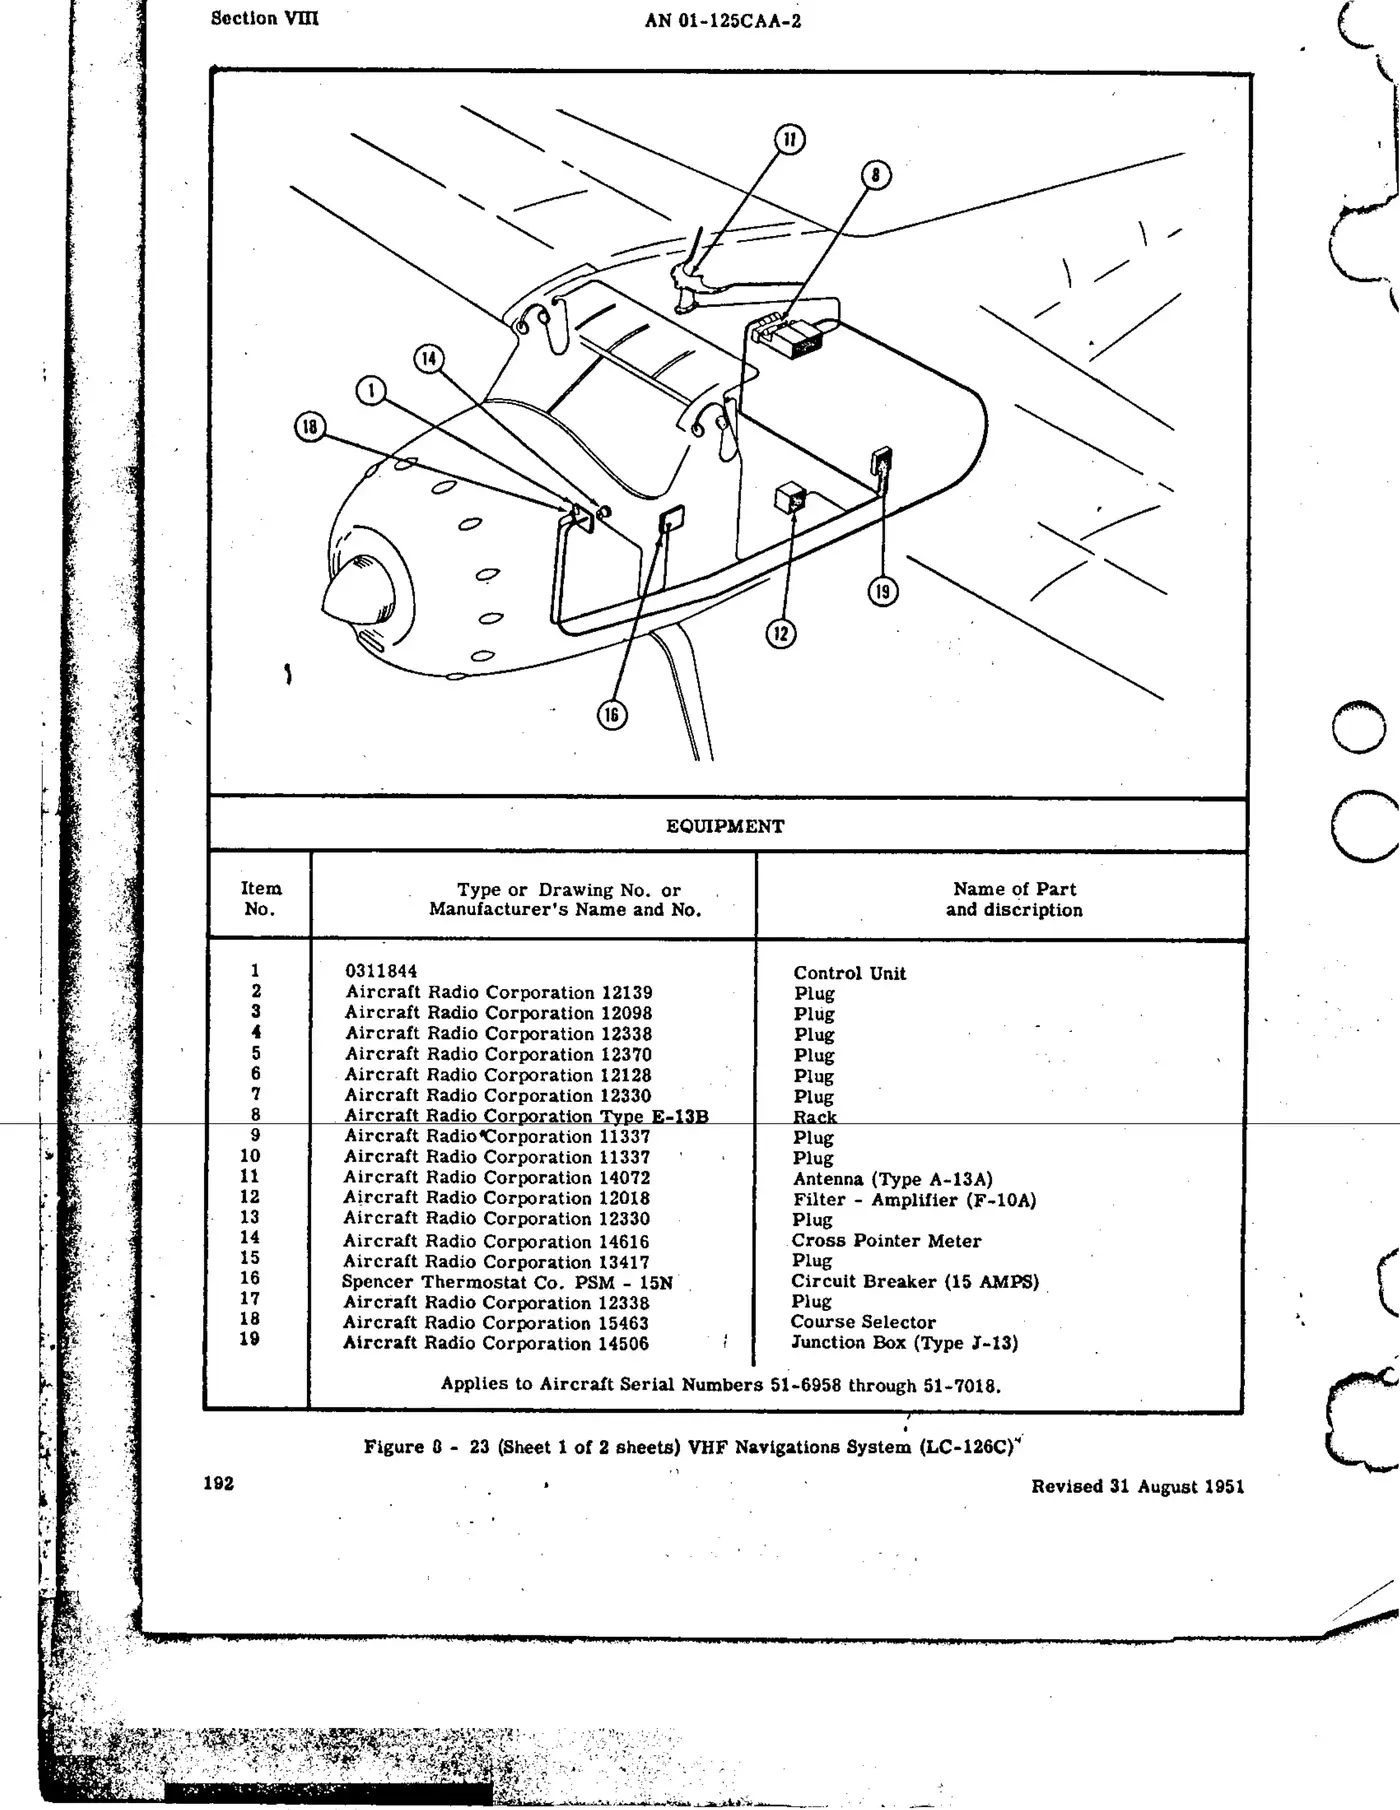 Section VIII AN 01-125CAA-2
11
8
14
1
18
19
12
16
EQUIPMENT
Item No. Type or Drawing No. or Manufacturer's Name and No. Name of Part and discription
1 0311844 Control Unit
2 Aircraft Radio Corporation 12139 Plug
3 Aircraft Radio Corporation 12098 Plug
4 Aircraft Radio Corporation 12338 Plug
5 Aircraft Radio Corporation 12370 Plug
6 Aircraft Radio Corporation 12128 Plug
7 Aircraft Radio Corporation 12330 Plug
8 Aircraft Radio Corporation Type E-13B Rack
9 Aircraft Radio Corporation 11337 Plug
10 Aircraft Radio Corporation 11337 Plug
11 Aircraft Radio Corporation 14072 Antenna (Type A-13A)
12 Aircraft Radio Corporation 12018 Filter - Amplifier (F-10A)
13 Aircraft Radio Corporation 12330 Plug
14 Aircraft Radio Corporation 14616 Cross Pointer Meter
15 Aircraft Radio Corporation 13417 Plug
16 Spencer Thermostat Co. PSM - 15N Circuit Breaker (15 AMPS)
17 Aircraft Radio Corporation 12338 Plug
18 Aircraft Radio Corporation 15463 Course Selector
19 Aircraft Radio Corporation 14506 Junction Box (Type J-13)
Applies to Aircraft Serial Numbers 51-6958 through 51-7018.
Figure 8 - 23 (Sheet 1 of 2 sheets) VHF Navigations System (LC-126C)
192 Revised 31 August 1951